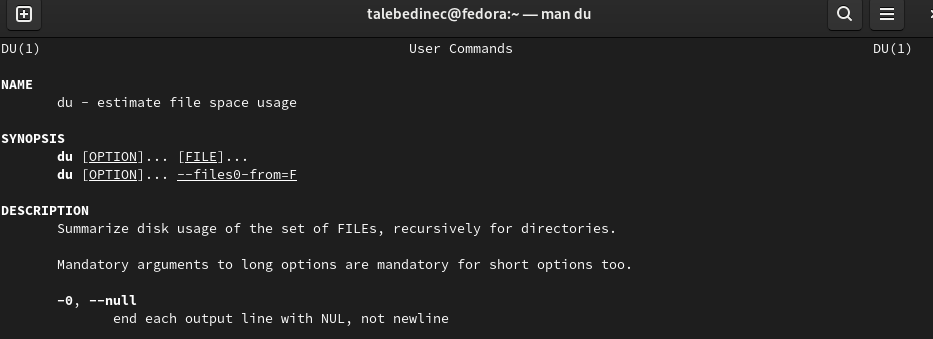 talebedinec@fedora:~ — man du
DU(1) User Commands DU(1)
NAME
du - estimate file space usage
SYNOPSIS
du [OPTION]... [FILE]...
du [OPTION]... --files0-from=F
DESCRIPTION
Summarize disk usage of the set of FILEs, recursively for directories.
Mandatory arguments to long options are mandatory for short options too.
-0, --null
end each output line with NUL, not newline